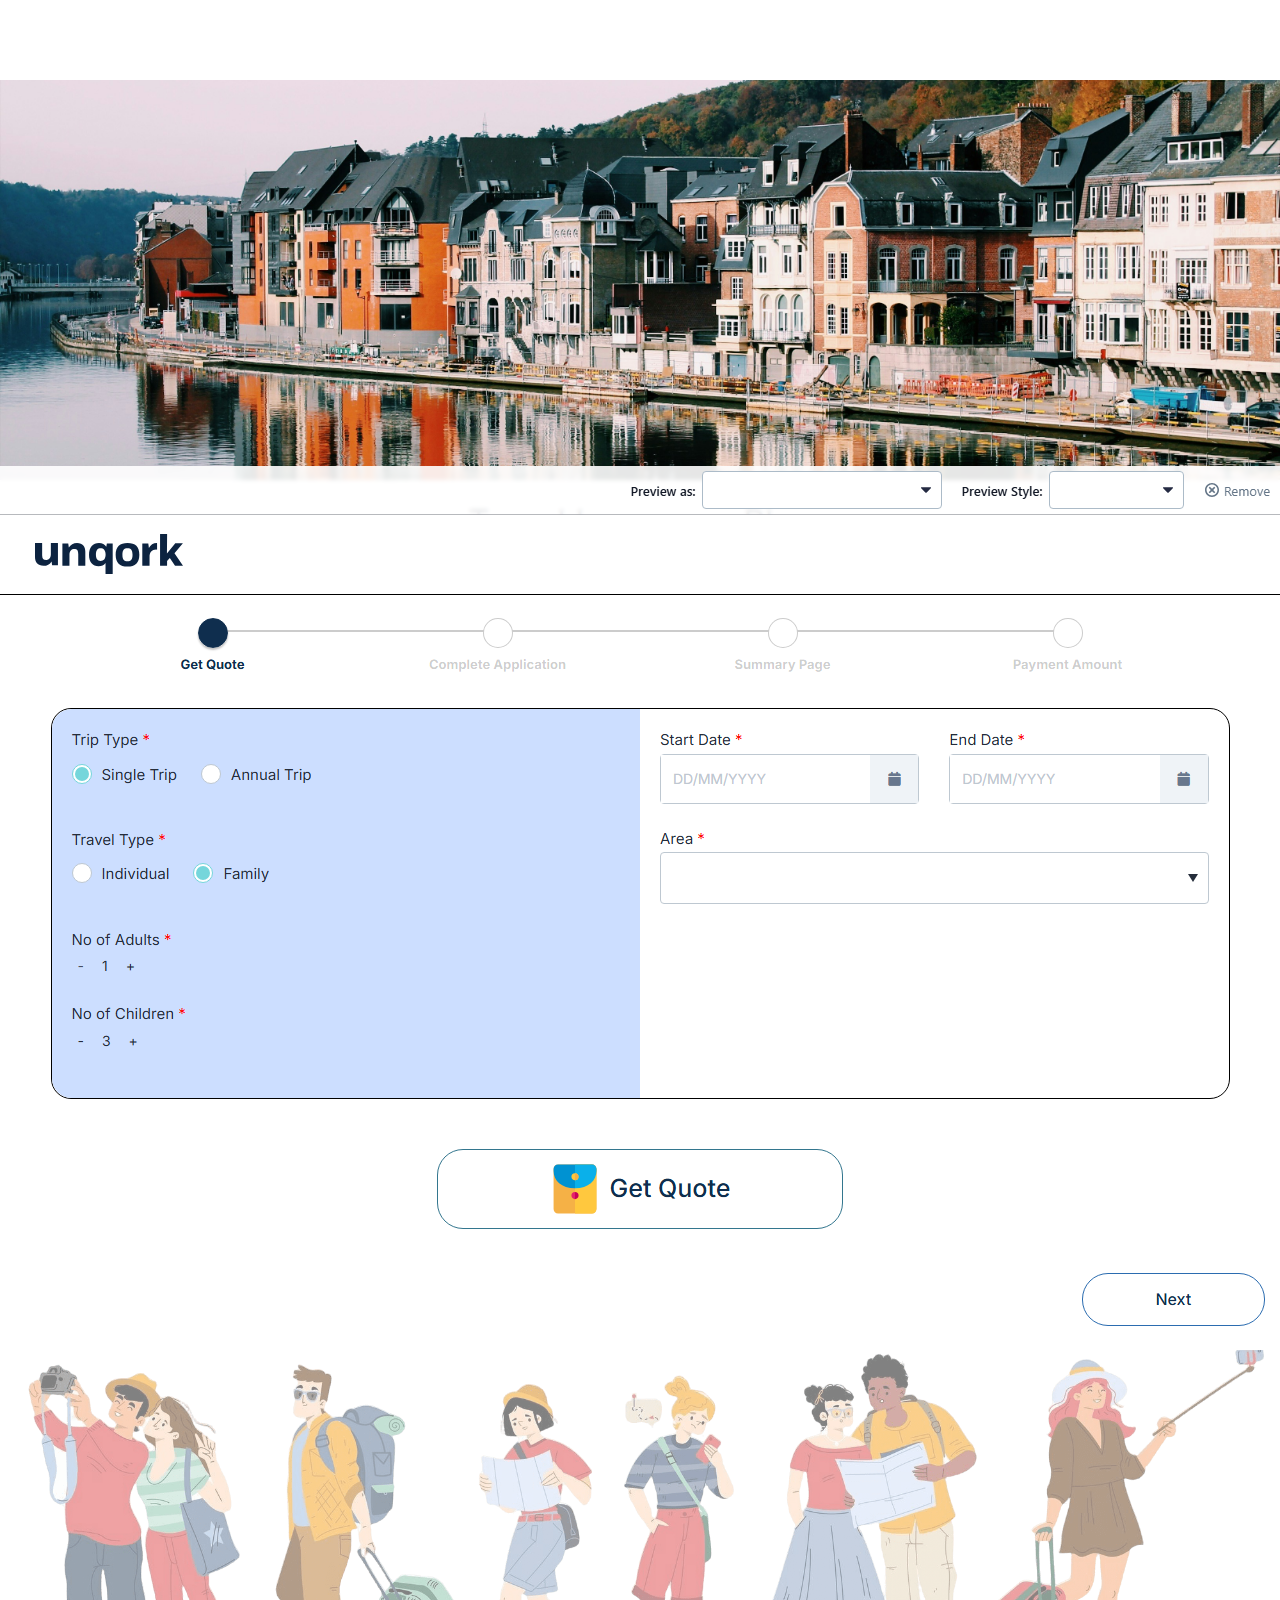 Preview as:
Preview Style:
Remove
unqork
Get Quote
Complete Application
Summary Page
Payment Amount
Trip Type *
Single Trip
Annual Trip
Travel Type *
Individual
Family
No of Adults *
- 1 +
No of Children *
- 3 +
Start Date *
DD/MM/YYYY
End Date *
DD/MM/YYYY
Area *
Get Quote
Next